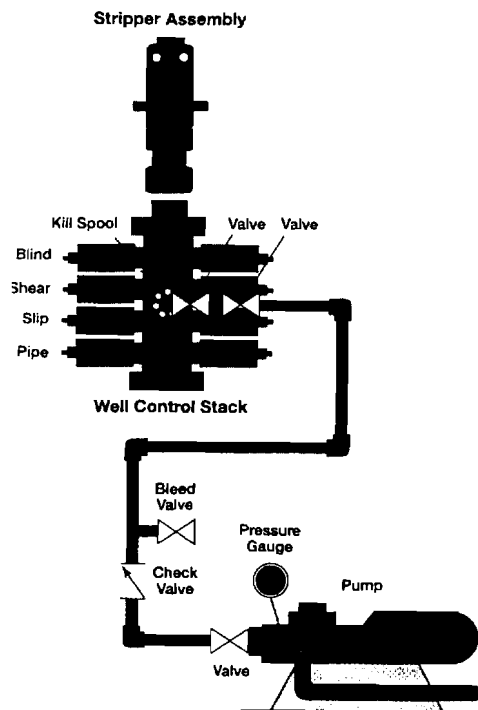 Stripper Assembly
Kill Spool
Valve
Valve
Blind
Shear
Slip
Pipe
Well Control Stack
Bleed
Valve
Pressure
Gauge
Check
Valve
Pump
Valve